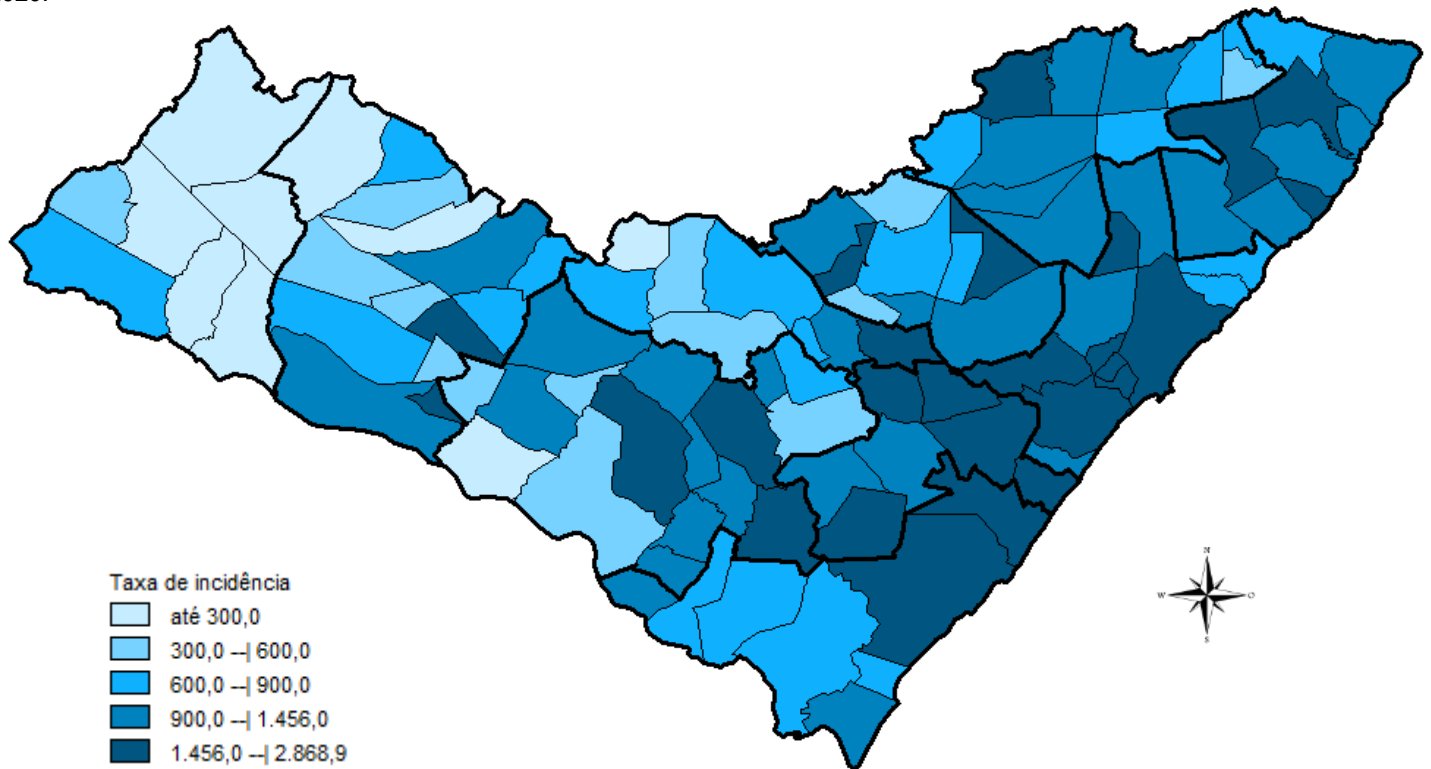 Taxa de incidência
até 300,0
300,0 --| 600,0
600,0 --| 900,0
900,0 --| 1.456,0
1.456,0 --| 2.868,9
N
W O
S